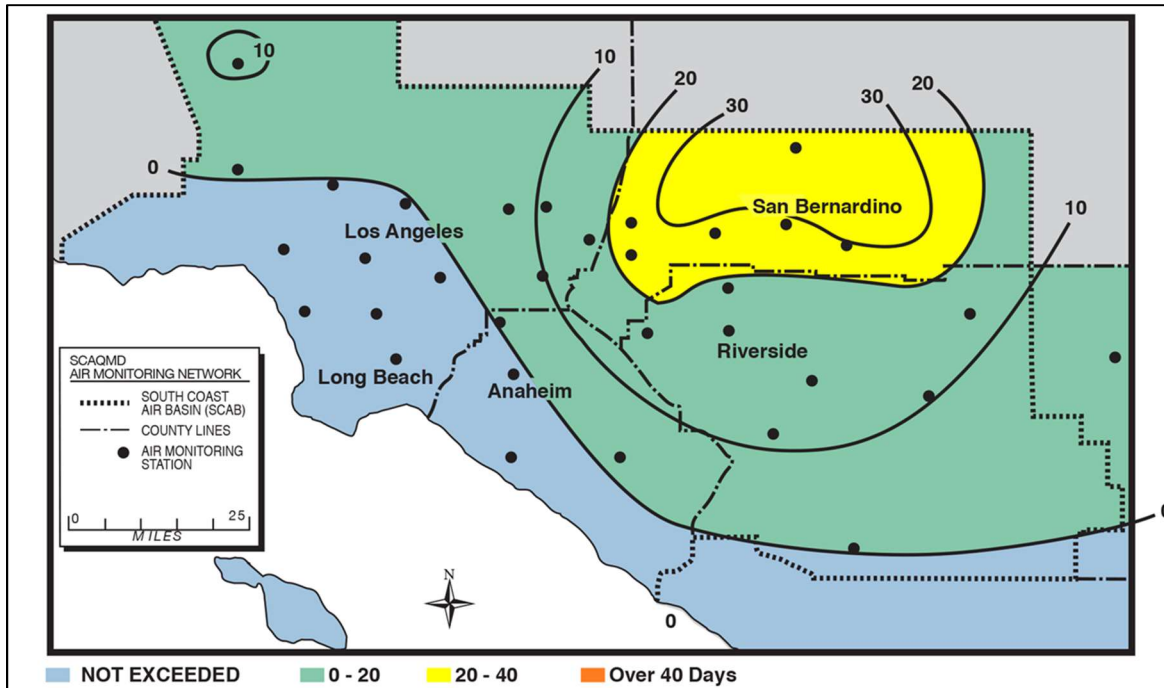 10
10
20
30
30
20
0
San Bernardino
10
Los Angeles
SCAQMD
AIR MONITORING NETWORK
SOUTH COAST
AIR BASIN (SCAB)
COUNTY LINES
AIR MONITORING
STATION
0 25
MILES
Long Beach
Anaheim
Riverside
0
N
0
NOT EXCEEDED 0 - 20 20 - 40 Over 40 Days